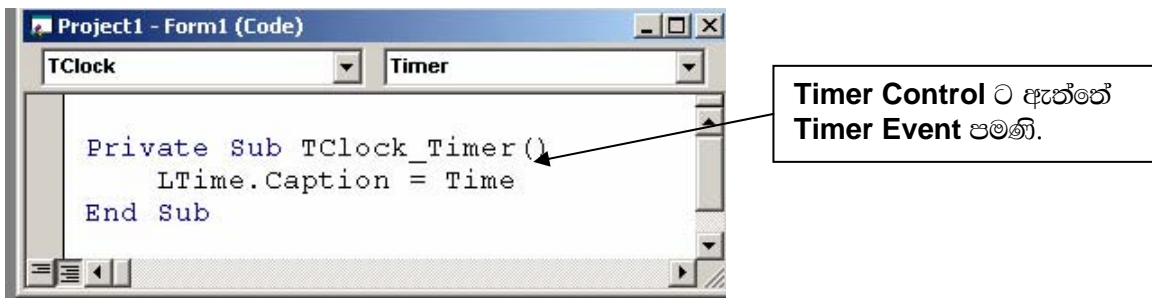 Project1 - Form1 (Code)
TClock Timer
Private Sub TClock_Timer()
LTime.Caption = Time
End Sub
Timer Control ට ඇත්තේ
Timer Event පමණි.